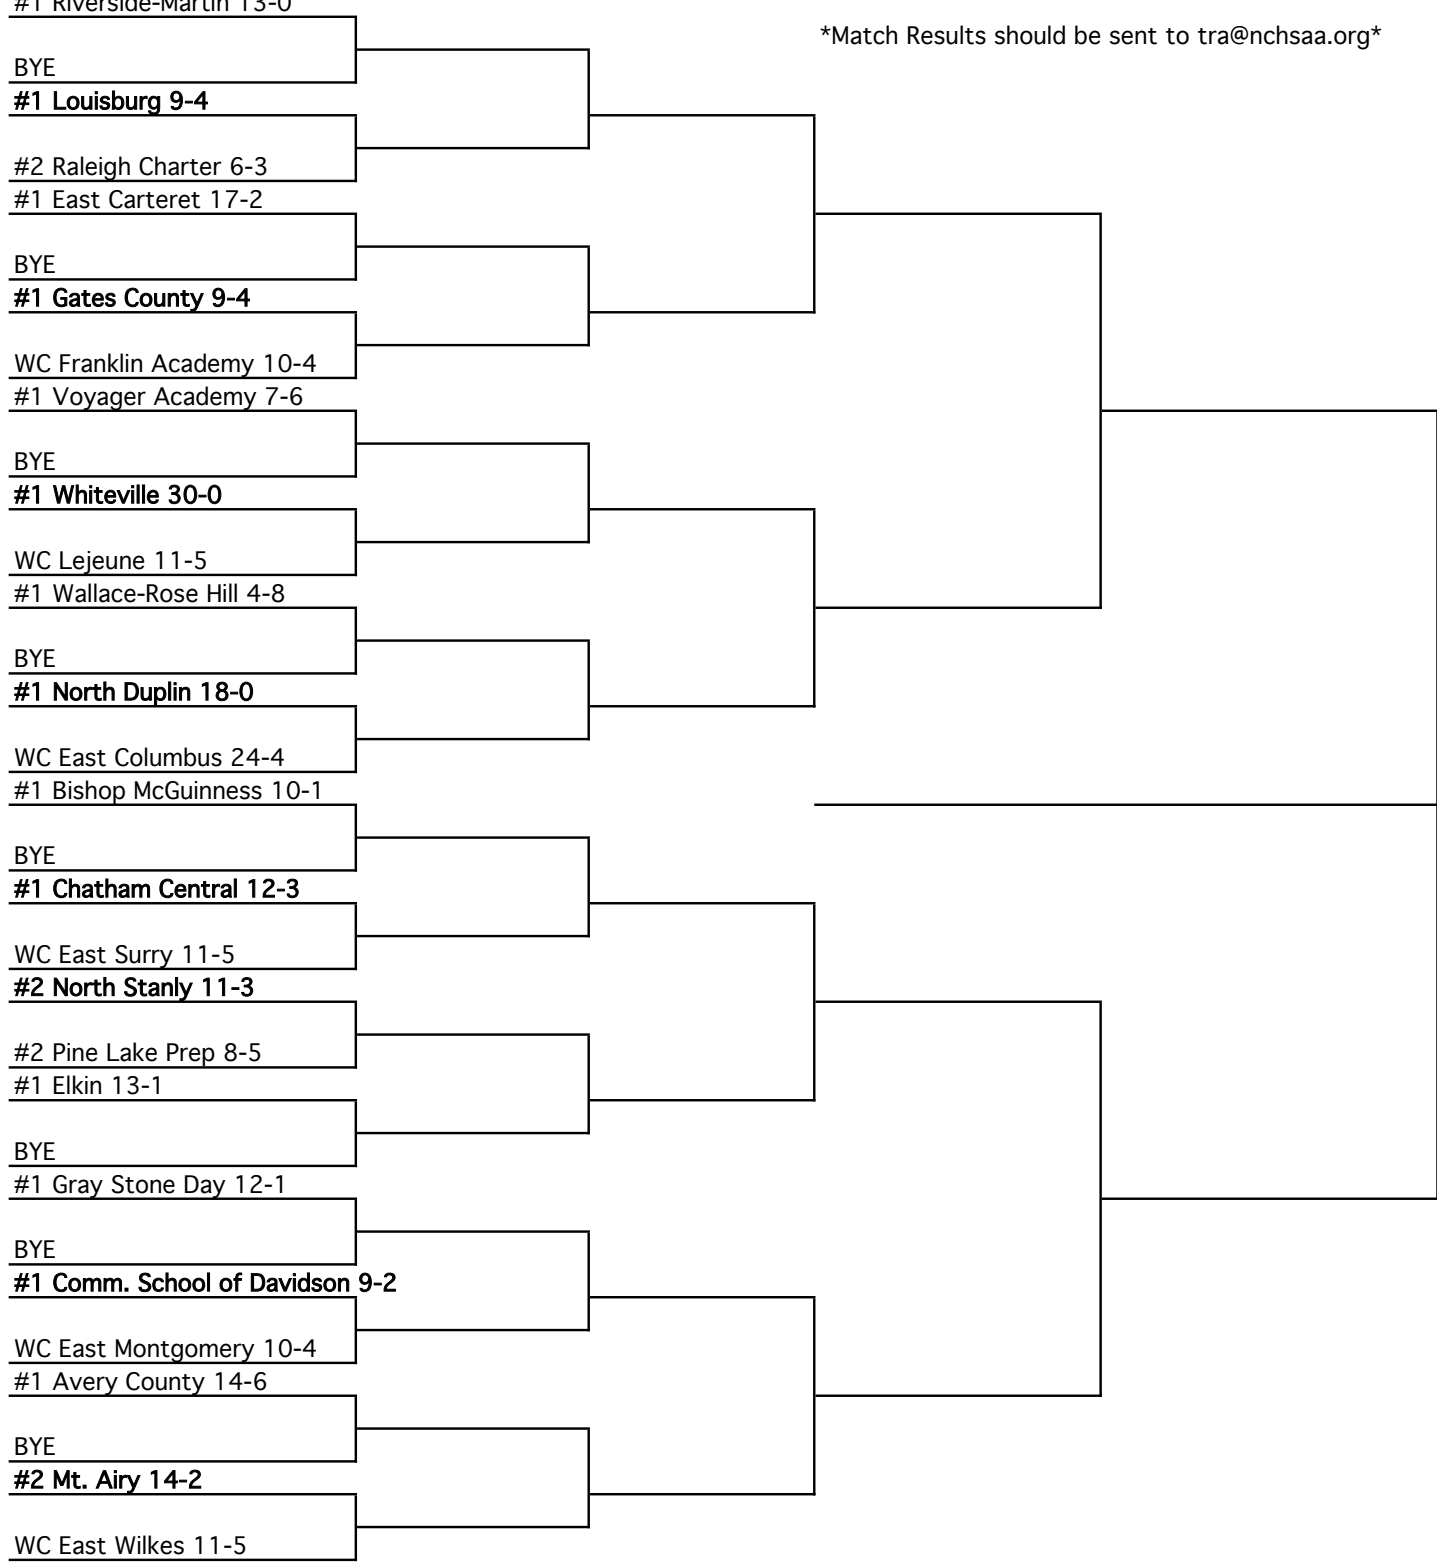 #1 Riverside-Martin 13-0
*Match Results should be sent to tra@nchsaa.org*
BYE
#1 Louisburg 9-4
#2 Raleigh Charter 6-3
#1 East Carteret 17-2
BYE
#1 Gates County 9-4
WC Franklin Academy 10-4
#1 Voyager Academy 7-6
BYE
#1 Whiteville 30-0
WC Lejeune 11-5
#1 Wallace-Rose Hill 4-8
BYE
#1 North Duplin 18-0
WC East Columbus 24-4
#1 Bishop McGuinness 10-1
BYE
#1 Chatham Central 12-3
WC East Surry 11-5
#2 North Stanly 11-3
#2 Pine Lake Prep 8-5
#1 Elkin 13-1
BYE
#1 Gray Stone Day 12-1
BYE
#1 Comm. School of Davidson 9-2
WC East Montgomery 10-4
#1 Avery County 14-6
BYE
#2 Mt. Airy 14-2
WC East Wilkes 11-5